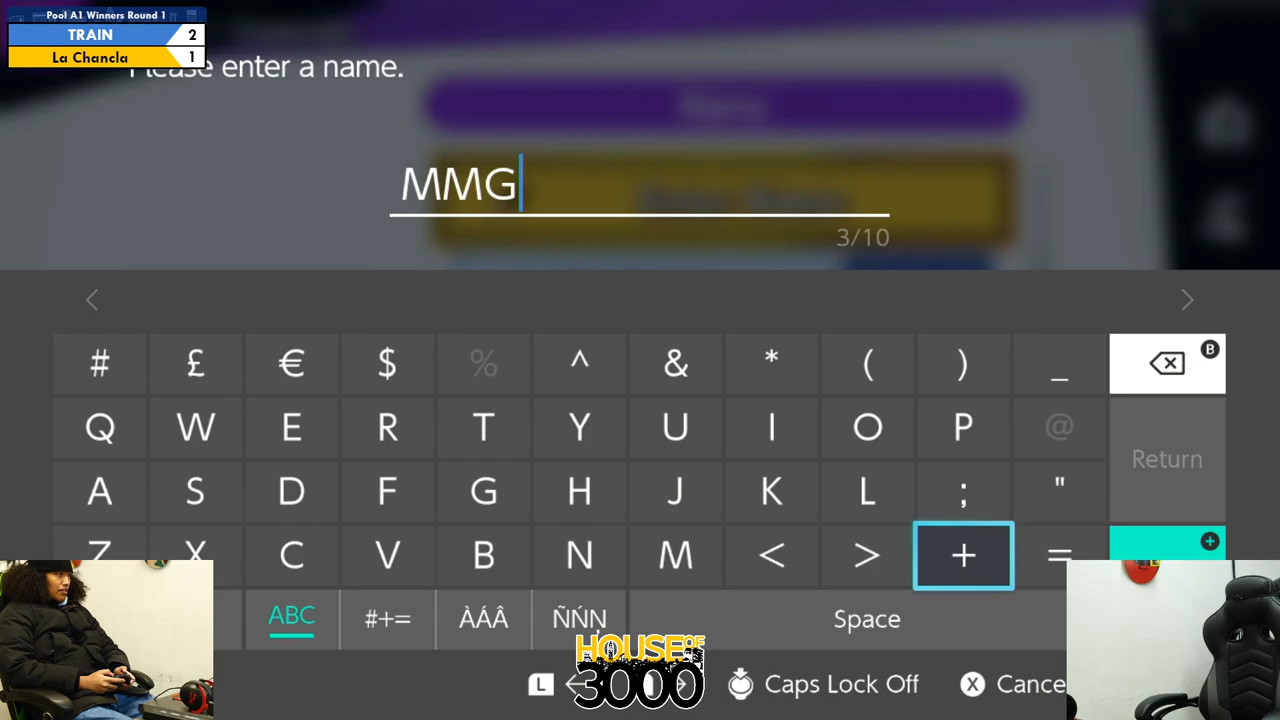 Pool A1 Winners Round 1
TRAIN 2
La Chancla 1
Please enter a name.
MMG
3/10
# £ € $ % ^ & * ( ) _ B
Q W E R T Y U I O P @
Return
A S D F G H J K L ; "
Z X C V B N M < > + = +
ABC #+= ÀÁÂ ÑŃŅ Space
HOUSE OF
3000
L Caps Lock Off X Cance